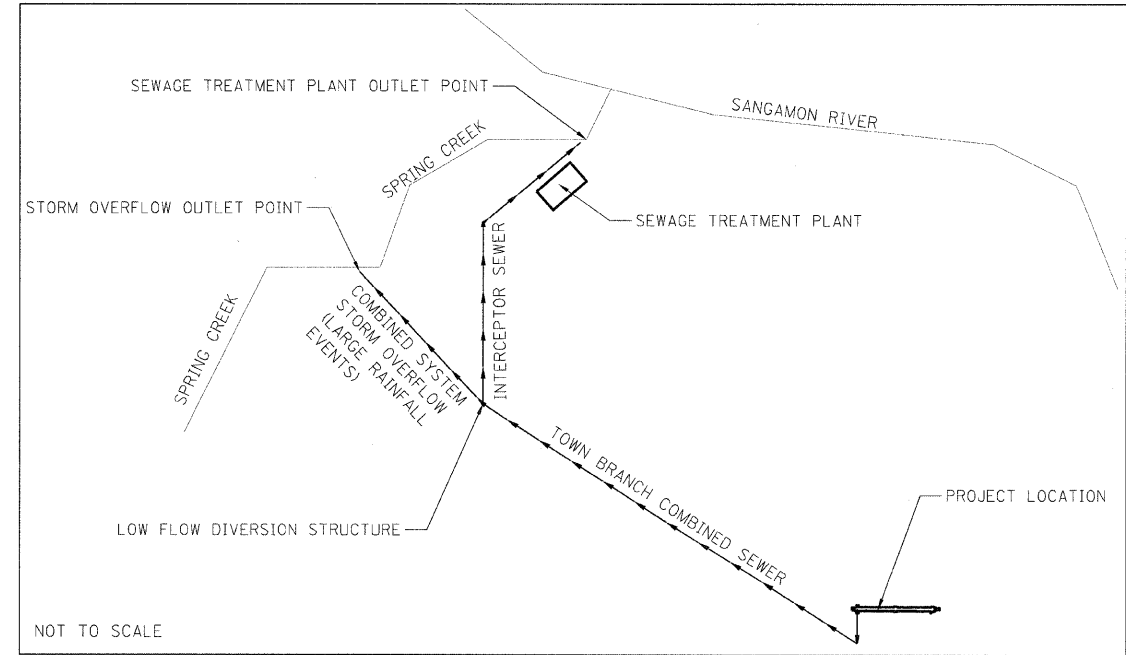 SEWAGE TREATMENT PLANT OUTLET POINT
SANGAMON RIVER
SPRING CREEK
STORM OVERFLOW OUTLET POINT
SEWAGE TREATMENT PLANT
INTERCEPTOR SEWER
SPRING CREEK
COMBINED SYSTEM
STORM OVERFLOW
(LARGE RAINFALL
EVENTS)
TOWN BRANCH COMBINED SEWER
PROJECT LOCATION
LOW FLOW DIVERSION STRUCTURE
NOT TO SCALE